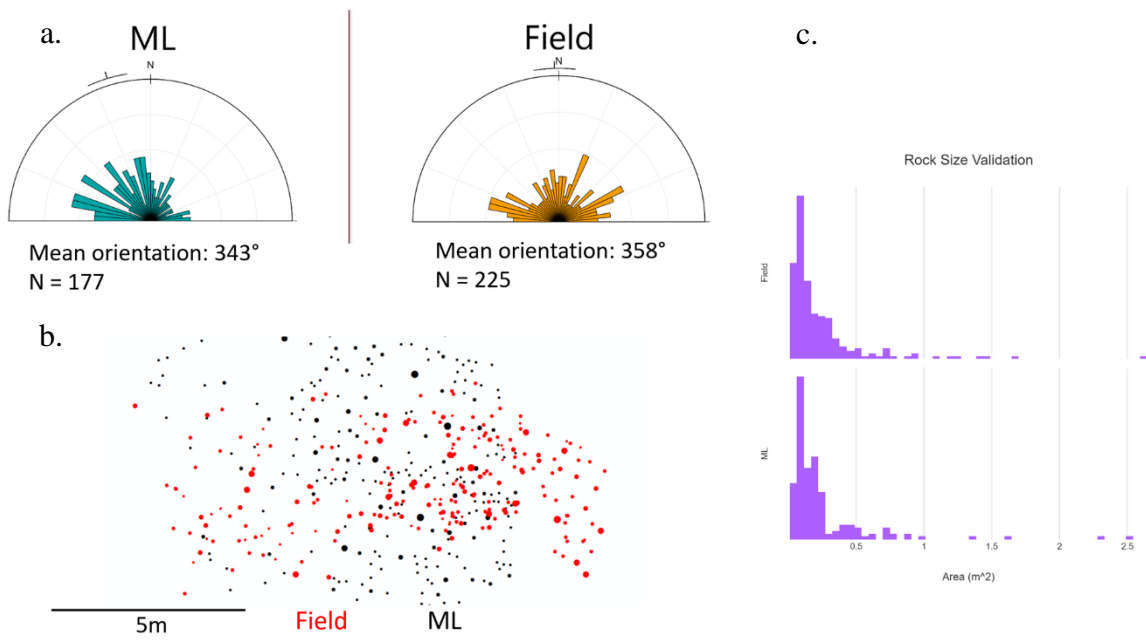 a.
ML
N
Mean orientation: 343°
N = 177
Field
N
Mean orientation: 358°
N = 225
b.
5m
Field
ML
c.
Rock Size Validation
Field
ML
0.5
1
1.5
2
2.5
Area (m^2)